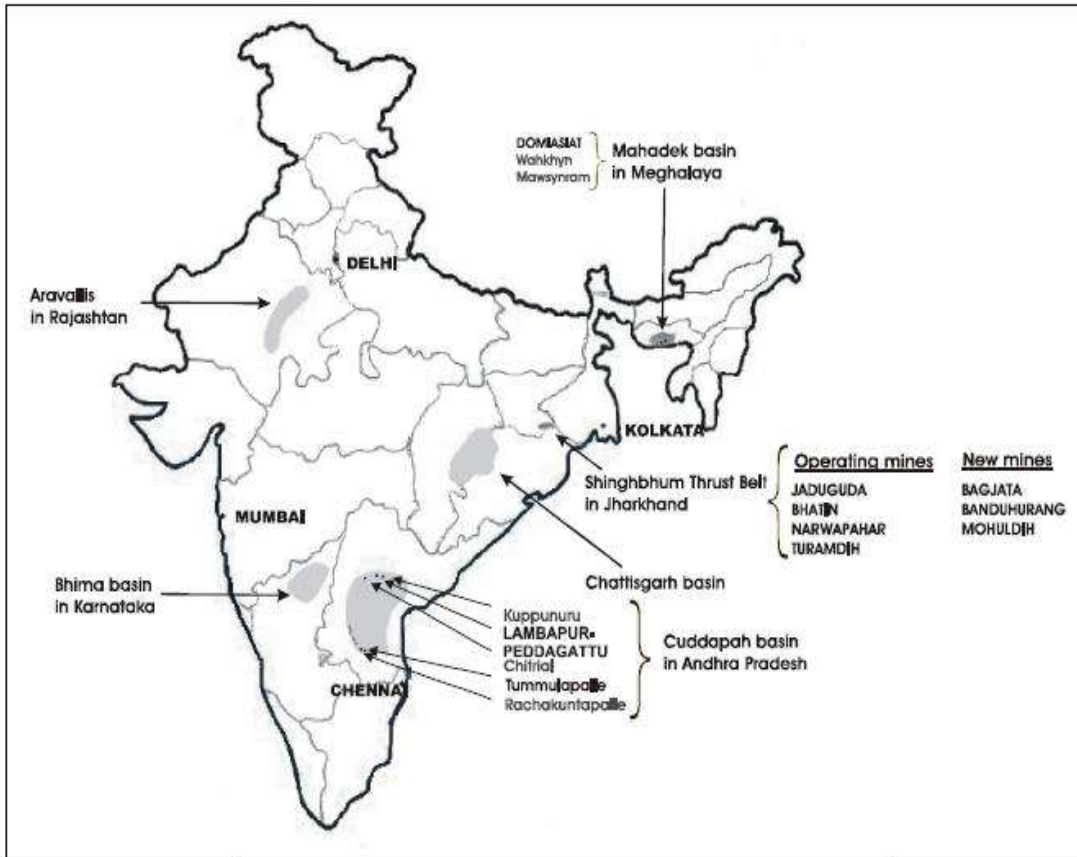 DOMIASIAT
Wahkhyn
Mawsynram
Mahadek basin
in Meghalaya
DELHI
Aravallis
in Rajashtan
KOLKATA
Shinghbhum Thrust Belt
in Jharkhand
Operating mines
JADUGUDA
BHATIN
NARWAPAHAR
TURAMDIH
New mines
BAGJATA
BANDUHURANG
MOHULDIH
MUMBAI
Chattisgarh basin
Bhima basin
in Karnataka
Kuppunuru
LAMBAPUR
PEDDAGATTU
Chitrial
Tummulapalle
Rachakuntapalle
Cuddapah basin
in Andhra Pradesh
CHENNAI